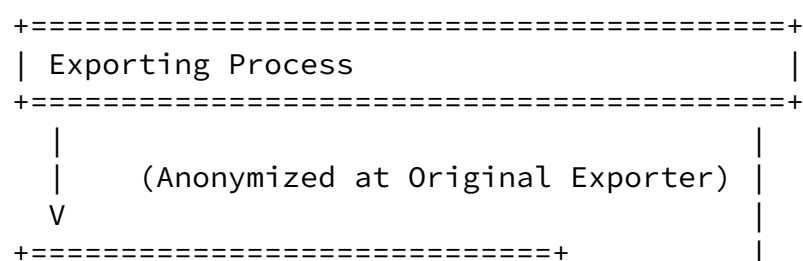 +==========================================+
| Exporting Process                        |
+==========================================+
  |                                      |
  |    (Anonymized at Original Exporter) |
  V                                      |
+=============================+          |